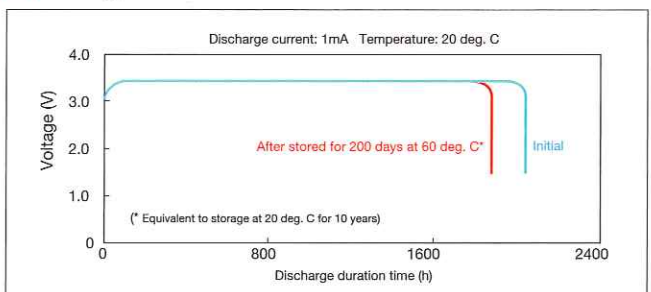 Discharge current: 1mA Temperature: 20 deg. C
4.0
3.0
2.0
1.0
0
Voltage (V)
After stored for 200 days at 60 deg. C*
Initial
(* Equivalent to storage at 20 deg. C for 10 years)
0 800 1600 2400
Discharge duration time (h)